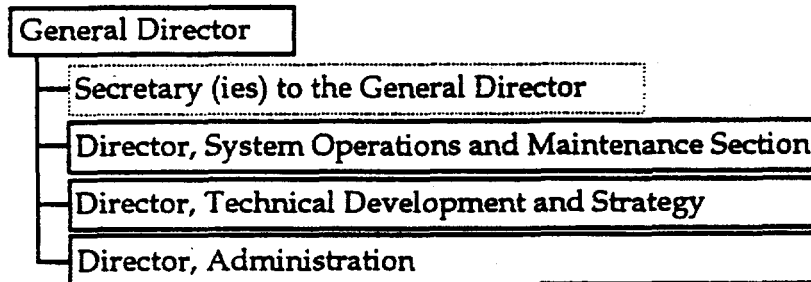 General Director
Secretary (ies) to the General Director
Director, System Operations and Maintenance Section
Director, Technical Development and Strategy
Director, Administration